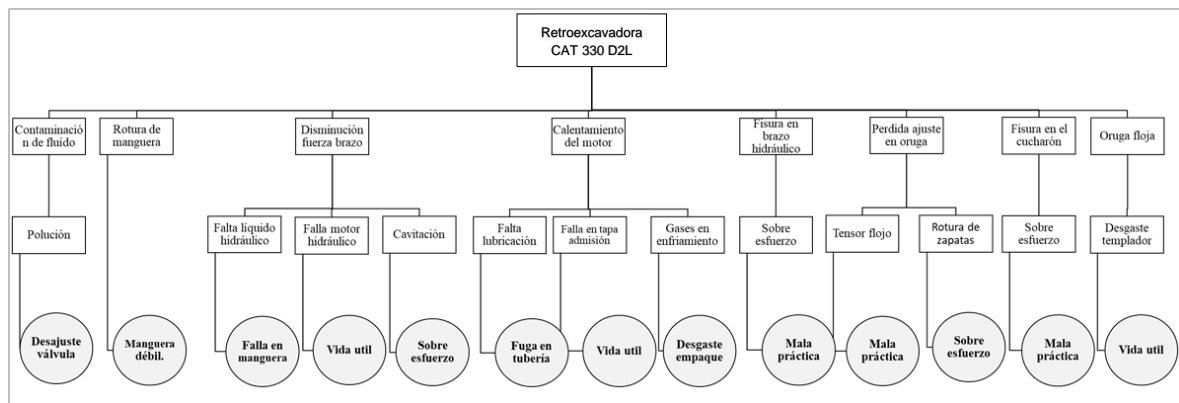 Retroexcavadora
CAT 330 D2L
Contaminació
n de fluído
Rotura de
manguera
Disminución
fuerza brazo
Calentamiento
del motor
Fisura en
brazo
hidráulico
Perdida ajuste
en oruga
Fisura en el
cucharón
Oruga floja
Polución
Falta líquido
hidráulico
Falla motor
hidráulico
Cavitación
Falta
lubricación
Falla en tapa
admisión
Gases en
enfriamiento
Sobre
esfuerzo
Tensor flojo
Rotura de
zapatas
Sobre
esfuerzo
Desgaste
templador
Desajuste
válvula
Manguera
débil.
Falla en
manguera
Vida util
Sobre
esfuerzo
Fuga en
tubería
Vida util
Desgaste
empaque
Mala
práctica
Mala
práctica
Sobre
esfuerzo
Mala
práctica
Vida util